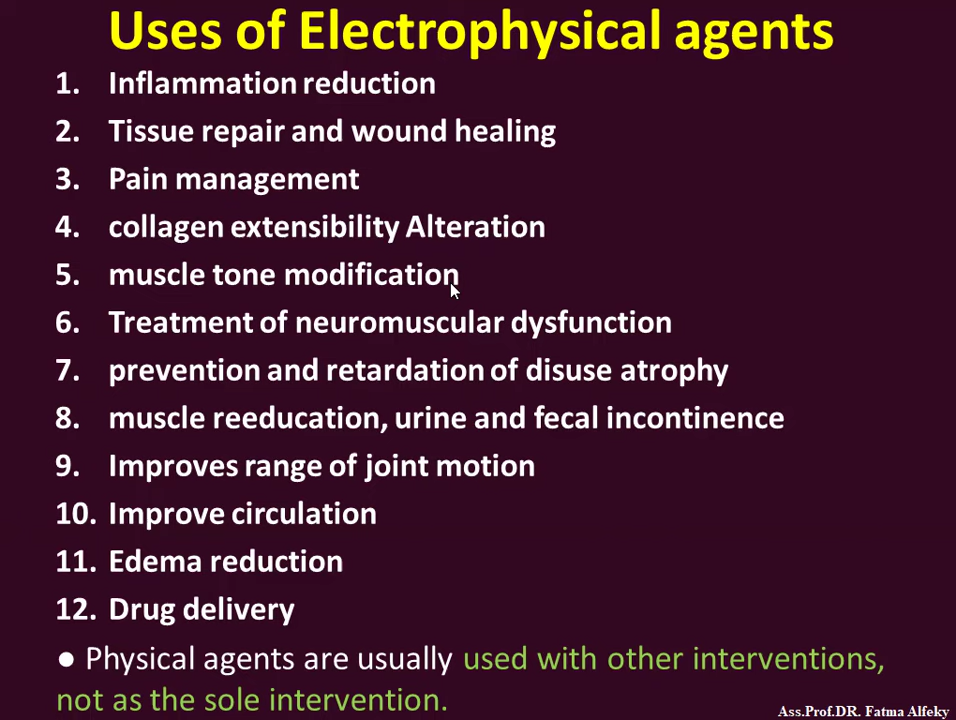 Uses of Electrophysical agents
1. Inflammation reduction
2. Tissue repair and wound healing
3. Pain management
4. collagen extensibility Alteration
5. muscle tone modification
6. Treatment of neuromuscular dysfunction
7. prevention and retardation of disuse atrophy
8. muscle reeducation, urine and fecal incontinence
9. Improves range of joint motion
10. Improve circulation
11. Edema reduction
12. Drug delivery
● Physical agents are usually used with other interventions,
not as the sole intervention.
Ass.Prof.DR. Fatma Alfeky